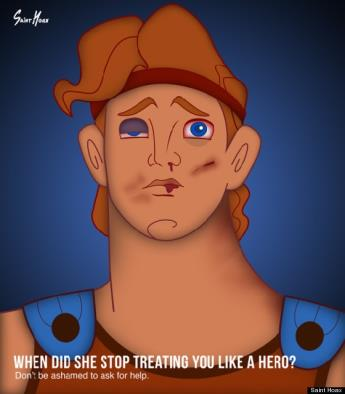 Saint Hoax
WHEN DID SHE STOP TREATING YOU LIKE A HERO?
Don't be ashamed to ask for help.
Saint Hoax